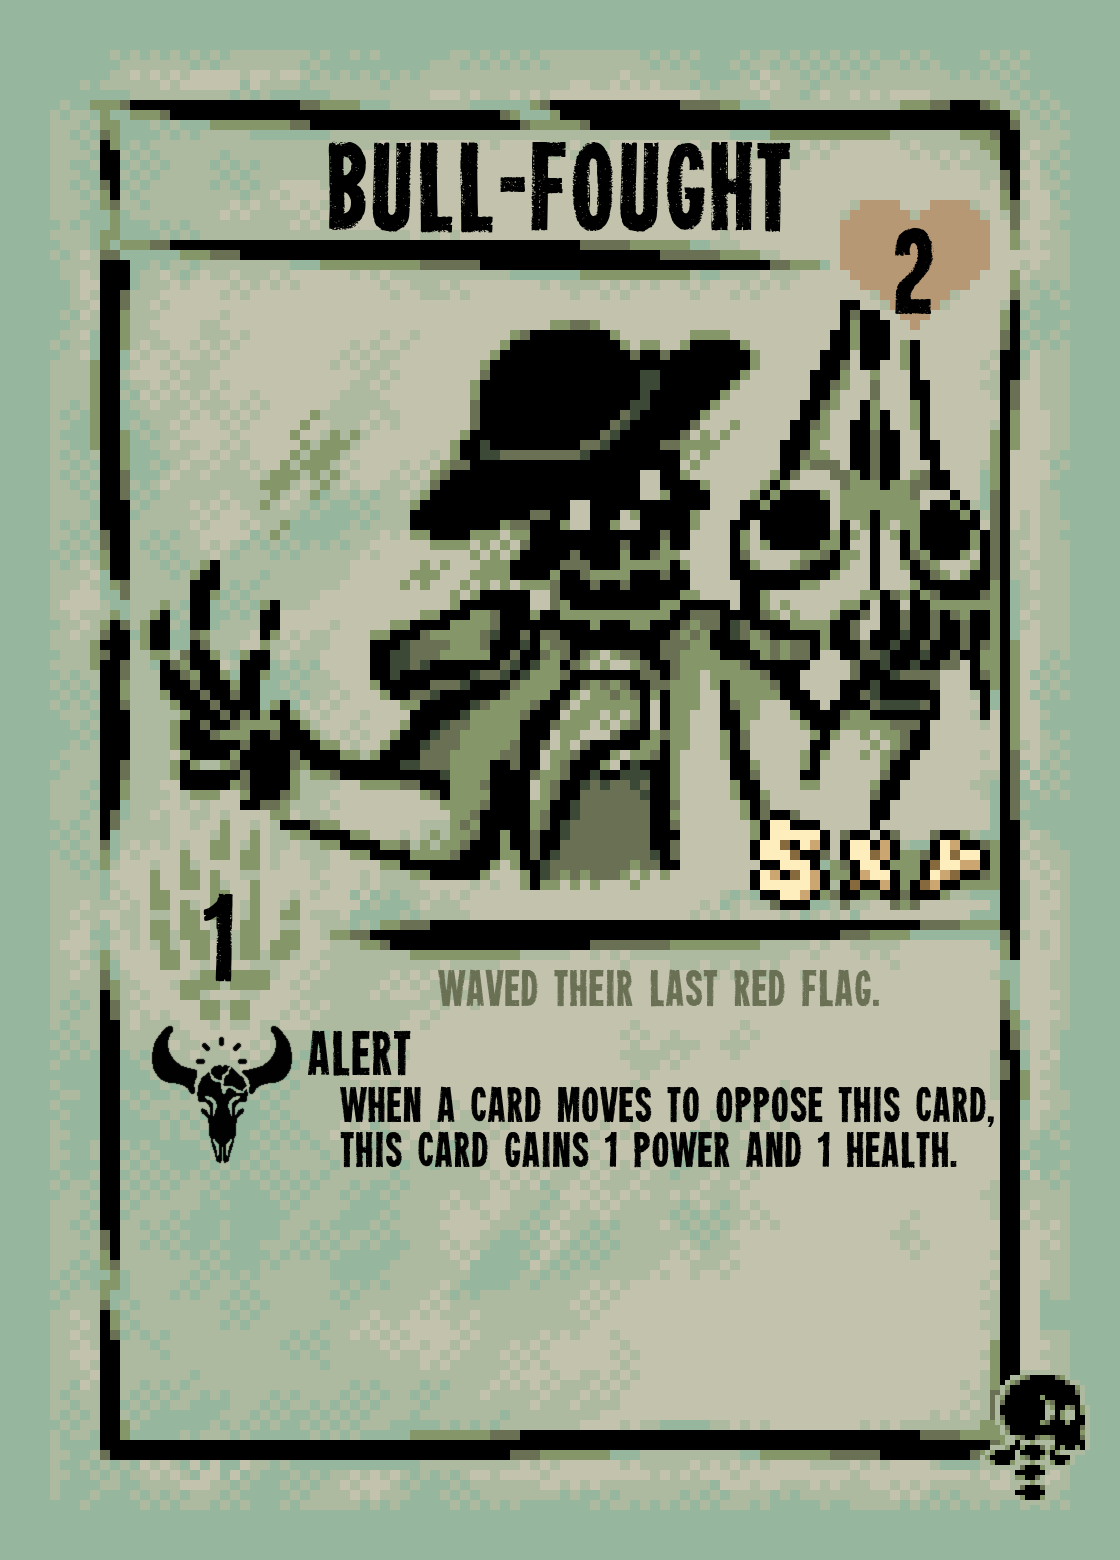 BULL-FOUGHT
2
SXP
1
WAVED THEIR LAST RED FLAG.
ALERT
WHEN A CARD MOVES TO OPPOSE THIS CARD,
THIS CARD GAINS 1 POWER AND 1 HEALTH.